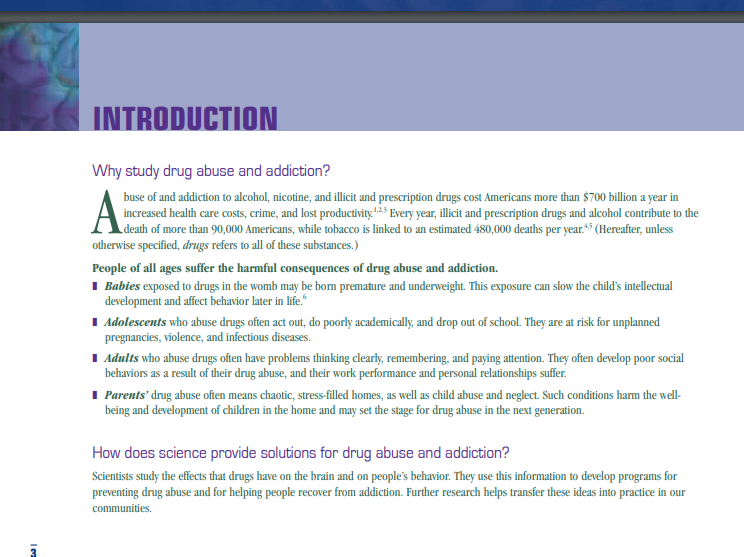 INTRODUCTION
Why study drug abuse and addiction?
Abuse of and addiction to alcohol, nicotine, and illicit and prescription drugs cost Americans more than $700 billion a year in
increased health care costs, crime, and lost productivity.1,2,3 Every year, illicit and prescription drugs and alcohol contribute to the
death of more than 90,000 Americans, while tobacco is linked to an estimated 480,000 deaths per year.4,5 (Hereafter, unless
otherwise specified, drugs refers to all of these substances.)
People of all ages suffer the harmful consequences of drug abuse and addiction.
Babies exposed to drugs in the womb may be born premature and underweight. This exposure can slow the child's intellectual
development and affect behavior later in life.6
Adolescents who abuse drugs often act out, do poorly academically, and drop out of school. They are at risk for unplanned
pregnancies, violence, and infectious diseases.
Adults who abuse drugs often have problems thinking clearly, remembering, and paying attention. They often develop poor social
behaviors as a result of their drug abuse, and their work performance and personal relationships suffer.
Parents' drug abuse often means chaotic, stress-filled homes, as well as child abuse and neglect. Such conditions harm the well-
being and development of children in the home and may set the stage for drug abuse in the next generation.
How does science provide solutions for drug abuse and addiction?
Scientists study the effects that drugs have on the brain and on people's behavior. They use this information to develop programs for
preventing drug abuse and for helping people recover from addiction. Further research helps transfer these ideas into practice in our
communities.
3